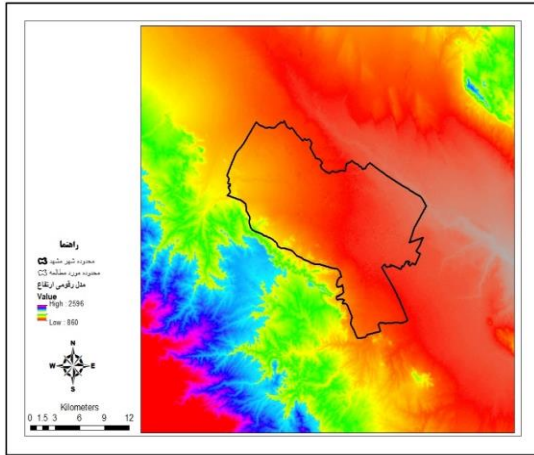 راهنما
محدوده شهر مشهد
محدوده مورد مطالعه
مدل رقومی ارتفاع
Value
High : 2596
Low : 860
N
W E
S
Kilometers
0 1.5 3 6 9 12